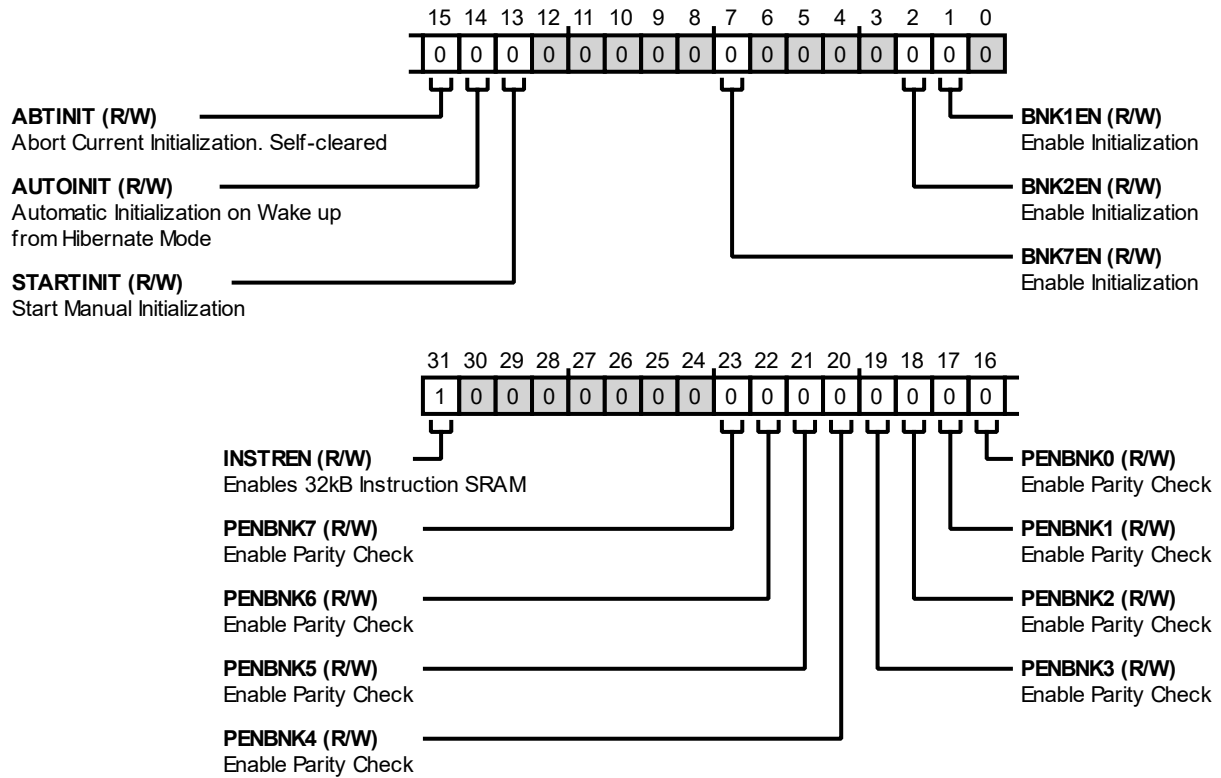 15 14 13 12 11 10 9 8 7 6 5 4 3 2 1 0
0 0 0 0 0 0 0 0 0 0 0 0 0 0 0 0
ABTINIT (R/W)
Abort Current Initialization. Self-cleared
AUTOINIT (R/W)
Automatic Initialization on Wake up
from Hibernate Mode
STARTINIT (R/W)
Start Manual Initialization
BNK1EN (R/W)
Enable Initialization
BNK2EN (R/W)
Enable Initialization
BNK7EN (R/W)
Enable Initialization
31 30 29 28 27 26 25 24 23 22 21 20 19 18 17 16
1 0 0 0 0 0 0 0 0 0 0 0 0 0 0 0
INSTREN (R/W)
Enables 32kB Instruction SRAM
PENBNK7 (R/W)
Enable Parity Check
PENBNK6 (R/W)
Enable Parity Check
PENBNK5 (R/W)
Enable Parity Check
PENBNK4 (R/W)
Enable Parity Check
PENBNK0 (R/W)
Enable Parity Check
PENBNK1 (R/W)
Enable Parity Check
PENBNK2 (R/W)
Enable Parity Check
PENBNK3 (R/W)
Enable Parity Check